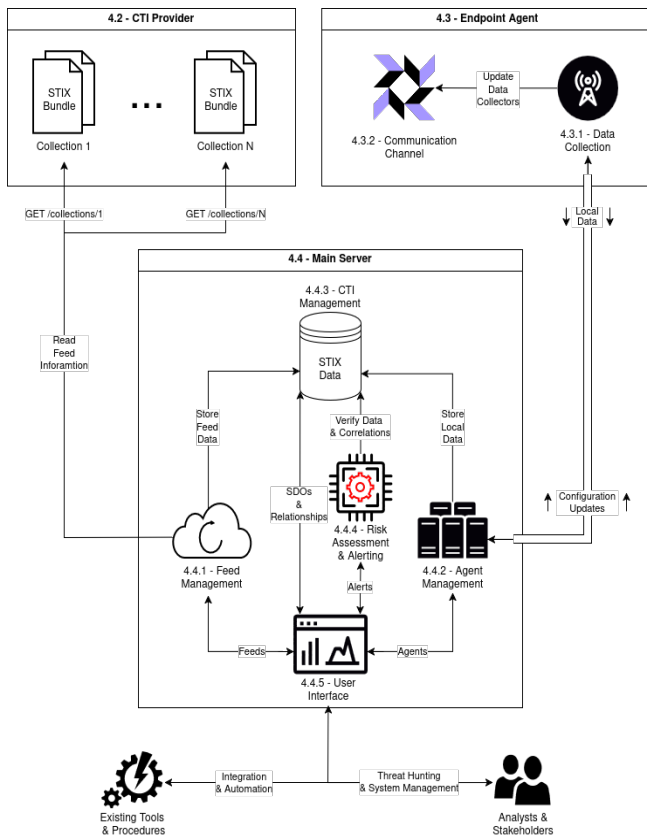 4.2 - CTI Provider
STIX
Bundle
Collection 1
...
STIX
Bundle
Collection N
4.3 - Endpoint Agent
4.3.2 - Communication
Channel
Update
Data
Collectors
4.3.1 - Data
Collection
GET /collections/1
GET /collections/N
Local
Data
4.4 - Main Server
4.4.3 - CTI
Management
STIX
Data
Read
Feed
Inforamtion
Store
Feed
Data
Verify Data
& Correlations
Store
Local
Data
SDOs
&
Relationships
Configuration
Updates
4.4.1 - Feed
Management
4.4.4 - Risk
Assessment
& Alerting
4.4.2 - Agent
Management
Alerts
Feeds
Agents
4.4.5 - User
Interface
Integration
& Automation
Threat Hunting
& System Management
Existing Tools
& Procedures
Analysts &
Stakeholders